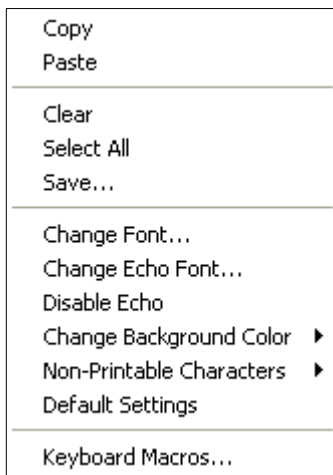 Copy
Paste
Clear
Select All
Save...
Change Font...
Change Echo Font...
Disable Echo
Change Background Color
Non-Printable Characters
Default Settings
Keyboard Macros...